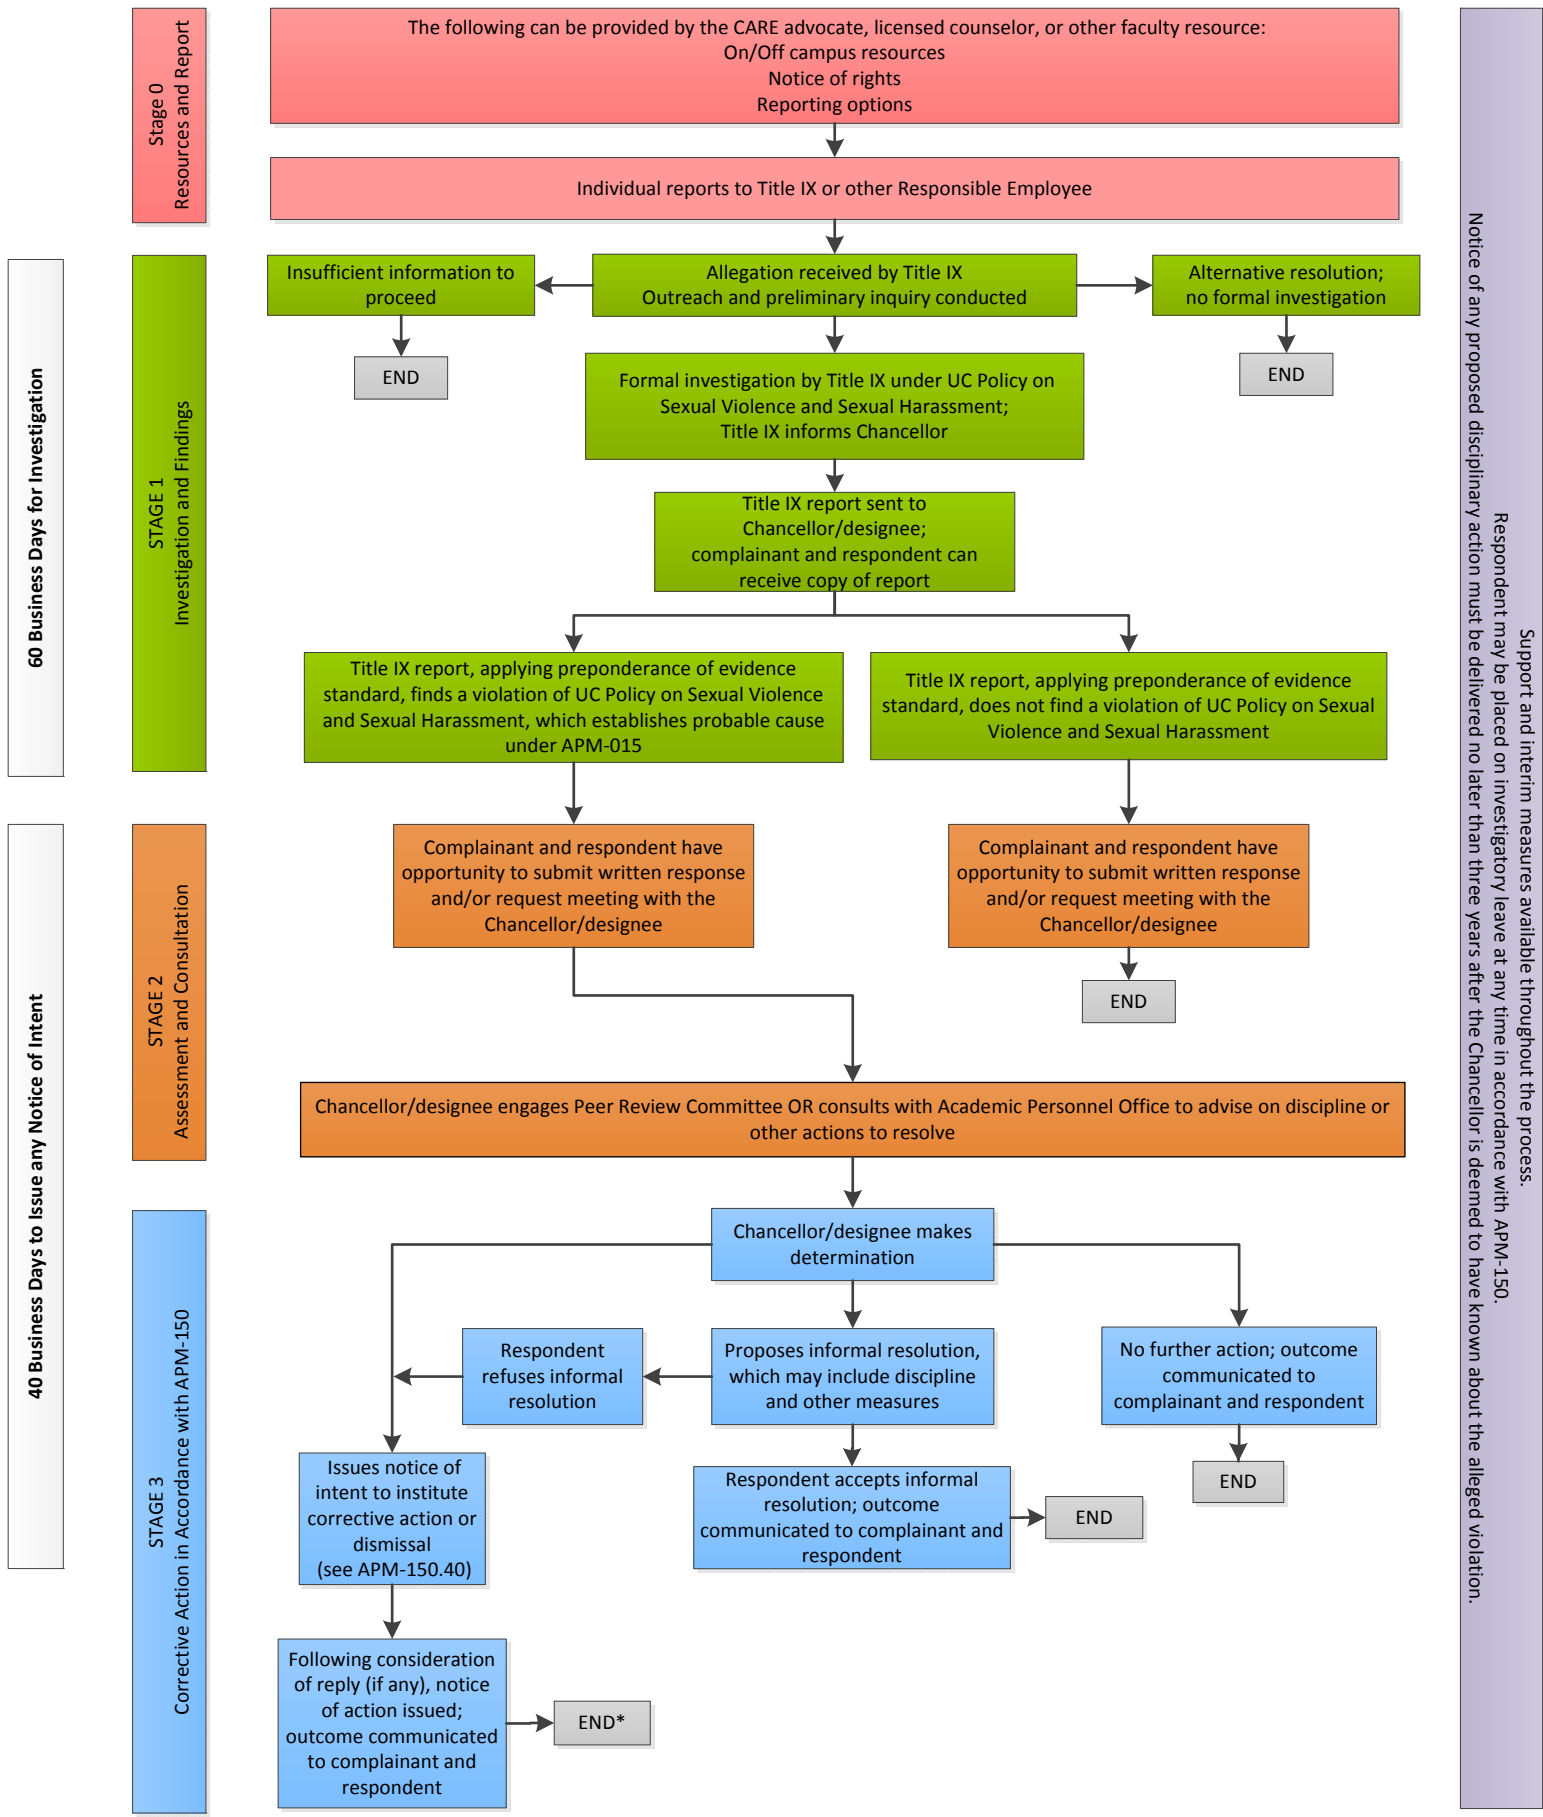 Stage 0
Resources and Report
The following can be provided by the CARE advocate, licensed counselor, or other faculty resource:
On/Off campus resources
Notice of rights
Reporting options
Individual reports to Title IX or other Responsible Employee
60 Business Days for Investigation
STAGE 1
Investigation and Findings
Insufficient information to
proceed
END
Allegation received by Title IX
Outreach and preliminary inquiry conducted
Alternative resolution;
no formal investigation
END
Formal investigation by Title IX under UC Policy on
Sexual Violence and Sexual Harassment;
Title IX informs Chancellor
Title IX report sent to
Chancellor/designee;
complainant and respondent can
receive copy of report
Title IX report, applying preponderance of evidence
standard, finds a violation of UC Policy on Sexual Violence
and Sexual Harassment, which establishes probable cause
under APM-015
Title IX report, applying preponderance of evidence
standard, does not find a violation of UC Policy on Sexual
Violence and Sexual Harassment
40 Business Days to Issue any Notice of Intent
STAGE 2
Assessment and Consultation
Complainant and respondent have
opportunity to submit written response
and/or request meeting with the
Chancellor/designee
Complainant and respondent have
opportunity to submit written response
and/or request meeting with the
Chancellor/designee
END
Chancellor/designee engages Peer Review Committee OR consults with Academic Personnel Office to advise on discipline or
other actions to resolve
STAGE 3
Corrective Action in Accordance with APM-150
Chancellor/designee makes
determination
Respondent
refuses informal
resolution
Proposes informal resolution,
which may include discipline
and other measures
No further action; outcome
communicated to
complainant and respondent
END
Issues notice of
intent to institute
corrective action or
dismissal
(see APM-150.40)
Respondent accepts informal
resolution; outcome
communicated to complainant and
respondent
END
Following consideration
of reply (if any), notice
of action issued;
outcome communicated
to complainant and
respondent
END*
Support and interim measures available throughout the process.
Respondent may be placed on investigatory leave at any time in accordance with APM-150.
Notice of any proposed disciplinary action must be delivered no later than three years after the Chancellor is deemed to have known about the alleged violation.